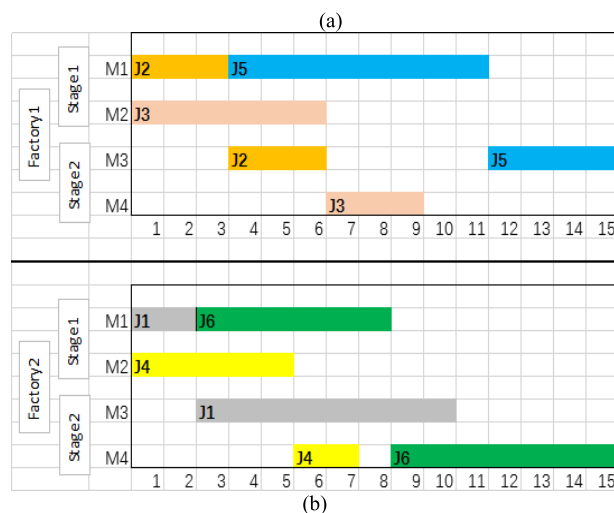 (a)
Factory1
Stage1
M1 J2 J5
M2 J3
Stage2
M3 J2 J5
M4 J3
1 2 3 4 5 6 7 8 9 10 11 12 13 14 15
Factory2
Stage1
M1 J1 J6
M2 J4
Stage2
M3 J1
M4 J4 J6
1 2 3 4 5 6 7 8 9 10 11 12 13 14 15
(b)